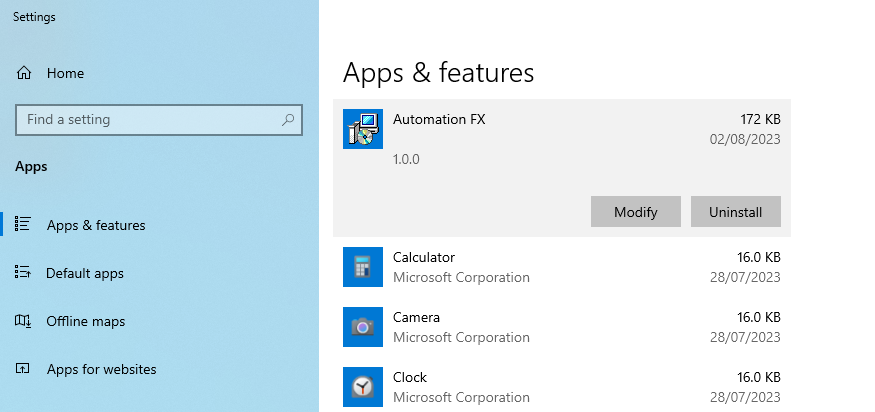 Settings
Home
Find a setting
Apps
Apps & features
Default apps
Offline maps
Apps for websites
Apps & features
Automation FX 172 KB
02/08/2023
1.0.0
Modify Uninstall
Calculator 16.0 KB
Microsoft Corporation 28/07/2023
Camera 16.0 KB
Microsoft Corporation 28/07/2023
Clock 16.0 KB
Microsoft Corporation 28/07/2023